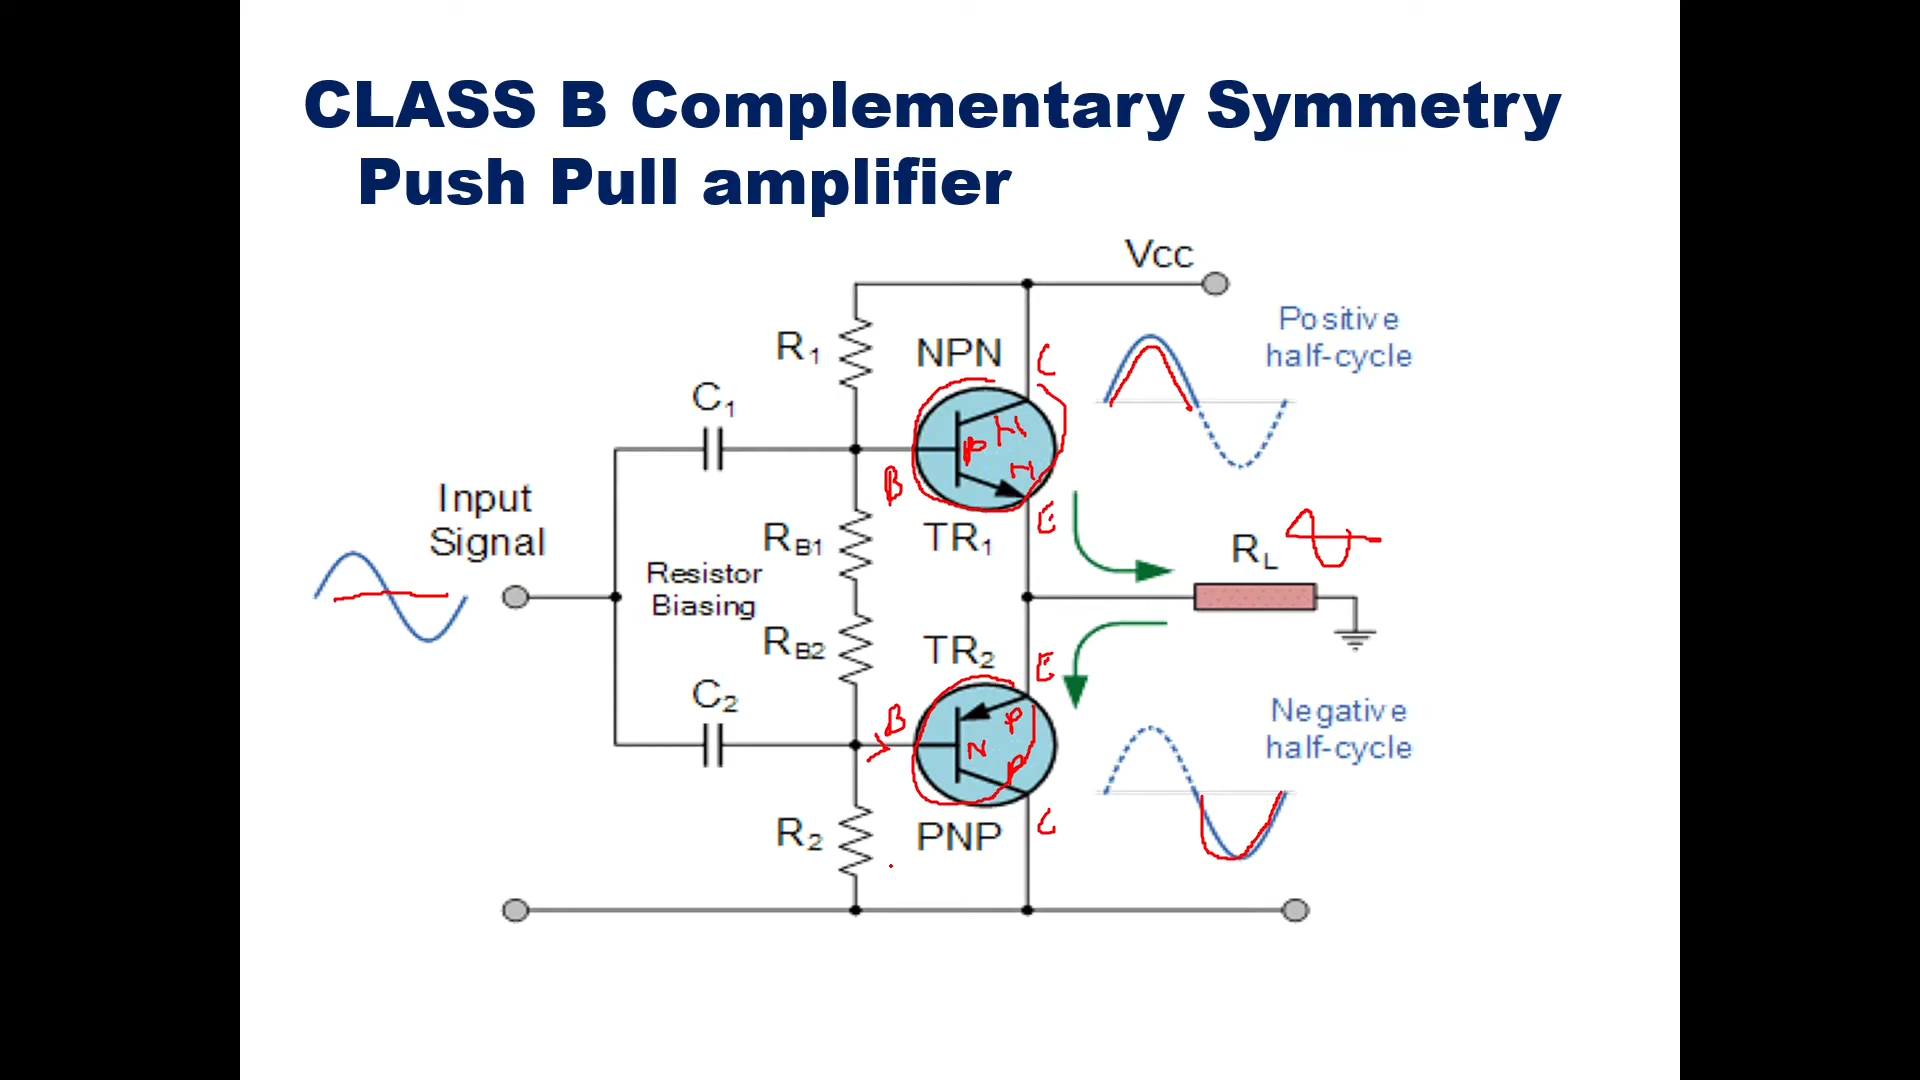 CLASS B Complementary Symmetry
Push Pull amplifier
Vcc
Positive
half-cycle
R1
NPN
C
C1
P
N
N
B
Input
Signal
RB1
TR1
E
RL
Resistor
Biasing
RB2
TR2
E
C2
B
P
N
P
Negative
half-cycle
R2
PNP
C